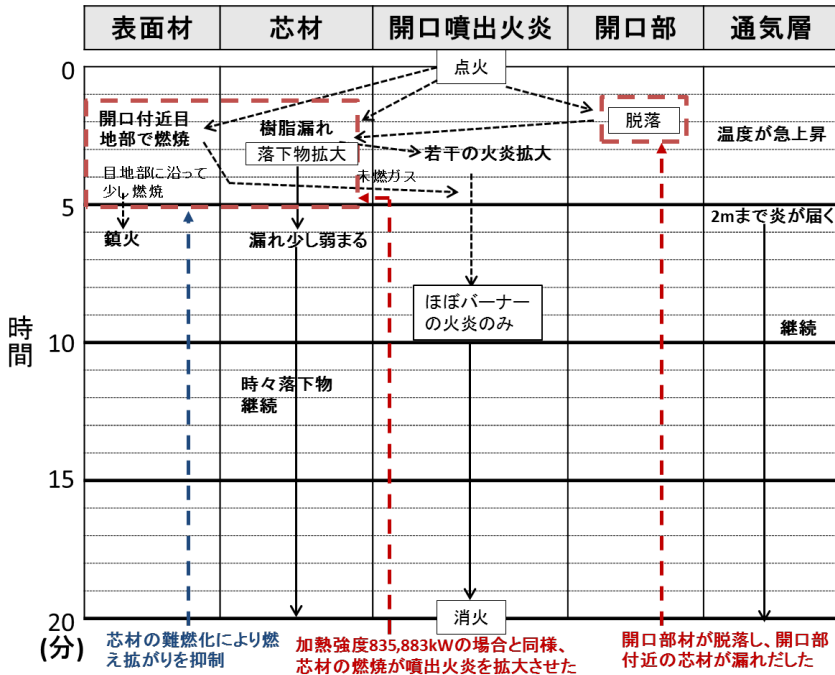 表面材 芯材 開口噴出火炎 開口部 通気層
0
点火
開口付近目
地部で燃焼
樹脂漏れ
落下物拡大
若干の火炎拡大
脱落
温度が急上昇
目地部に沿って
少し燃焼
未燃ガス
5
鎮火
漏れ少し弱まる
2mまで炎が届く
ほぼバーナー
の火炎のみ
時間
10
継続
時々落下物
継続
15
20
(分)
消火
芯材の難燃化により燃
え拡がりを抑制
加熱強度835,883kWの場合と同様、
芯材の燃焼が噴出火炎を拡大させた
開口部材が脱落し、開口部
付近の芯材が漏れだした